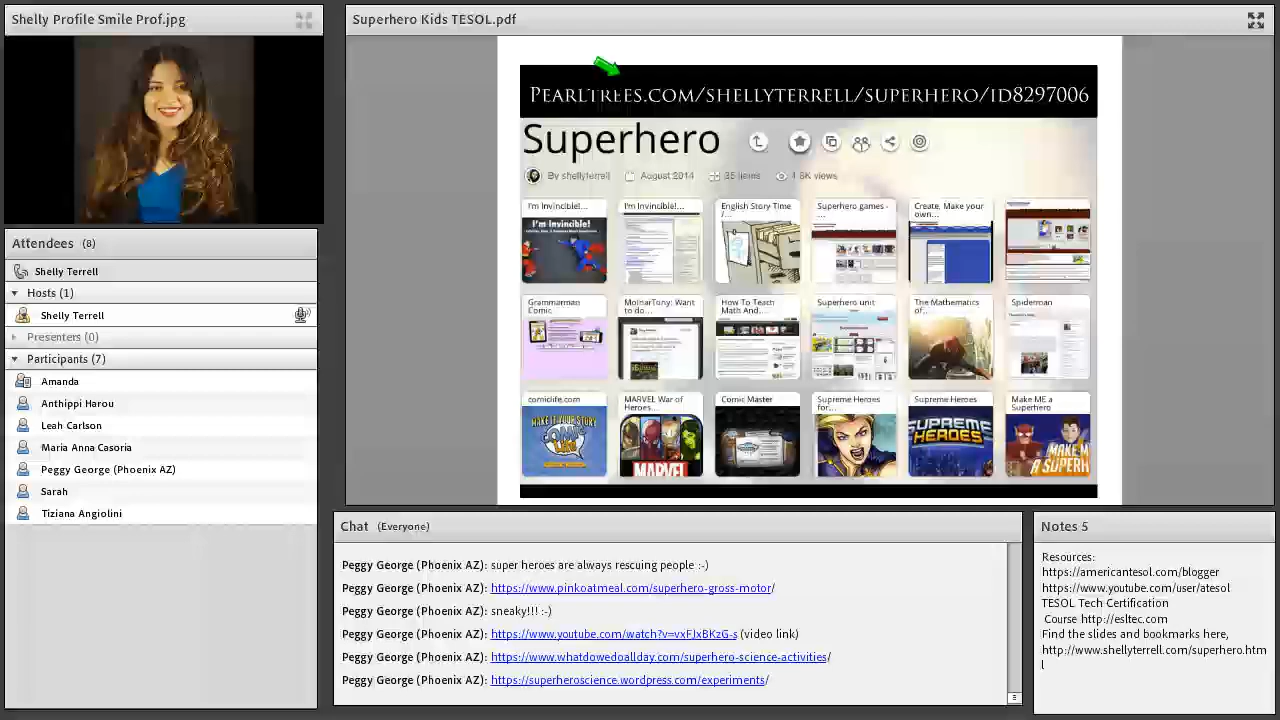 Shelly Profile Smile Prof.jpg
Superhero Kids TESOL.pdf
PEARLTREES.COM/SHELLYTERRELL/SUPERHERO/ID8297006
Superhero
By shellyterrell August 2014 35 items 1.8K views
I'm Invincible!... I'm Invincible!... English Story Time /... Superhero games - ... Create, Make your own...
I'm Invincible!
Grammarman Comic MolnarTony: Want to do... How To Teach Math And... Superhero unit The Mathematics of... Spiderman
comiclife.com MARVEL War of Heroes... Comic Master Supreme Heroes for... Supreme Heroes Make ME a Superhero
MARVEL
SUPREME HEROES
Attendees (8)
Shelly Terrell
Hosts (1)
Shelly Terrell
Presenters (0)
Participants (7)
Amanda
Anthippi Harou
Leah Carlson
Maria Anna Casoria
Peggy George (Phoenix AZ)
Sarah
Tiziana Angiolini
Chat (Everyone)
Peggy George (Phoenix AZ): super heroes are always rescuing people :-)
Peggy George (Phoenix AZ): https://www.pinkoatmeal.com/superhero-gross-motor/
Peggy George (Phoenix AZ): sneaky!!! :-)
Peggy George (Phoenix AZ): https://www.youtube.com/watch?v=vxFJxBKzG-s (video link)
Peggy George (Phoenix AZ): https://www.whatdowedoallday.com/superhero-science-activities/
Peggy George (Phoenix AZ): https://superheroscience.wordpress.com/experiments/
Notes 5
Resources:
https://americantesol.com/blogger
https://www.youtube.com/user/atesol
TESOL Tech Certification
Course http://esltec.com
Find the slides and bookmarks here,
http://www.shellyterrell.com/superhero.htm
l